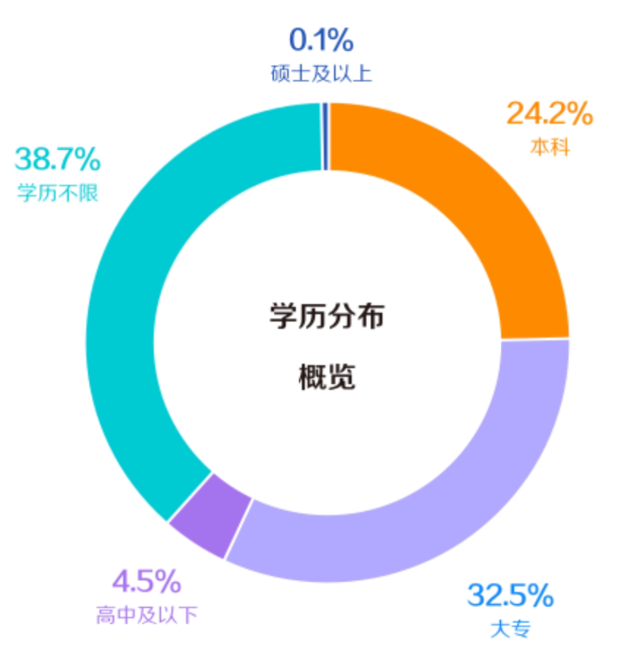 0.1%
硕士及以上
24.2%
本科
38.7%
学历不限
学历分布
概览
4.5%
高中及以下
32.5%
大专